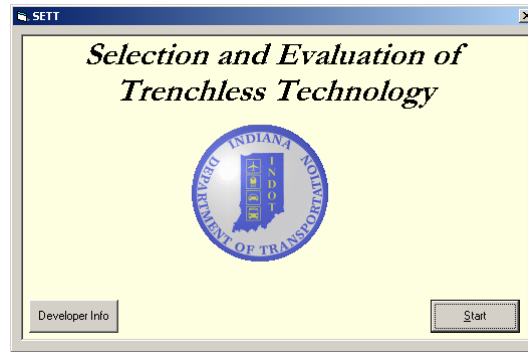 SETT
Selection and Evaluation of
Trenchless Technology
INDIANA
DEPARTMENT OF TRANSPORTATION
INDOT
Developer Info
Start